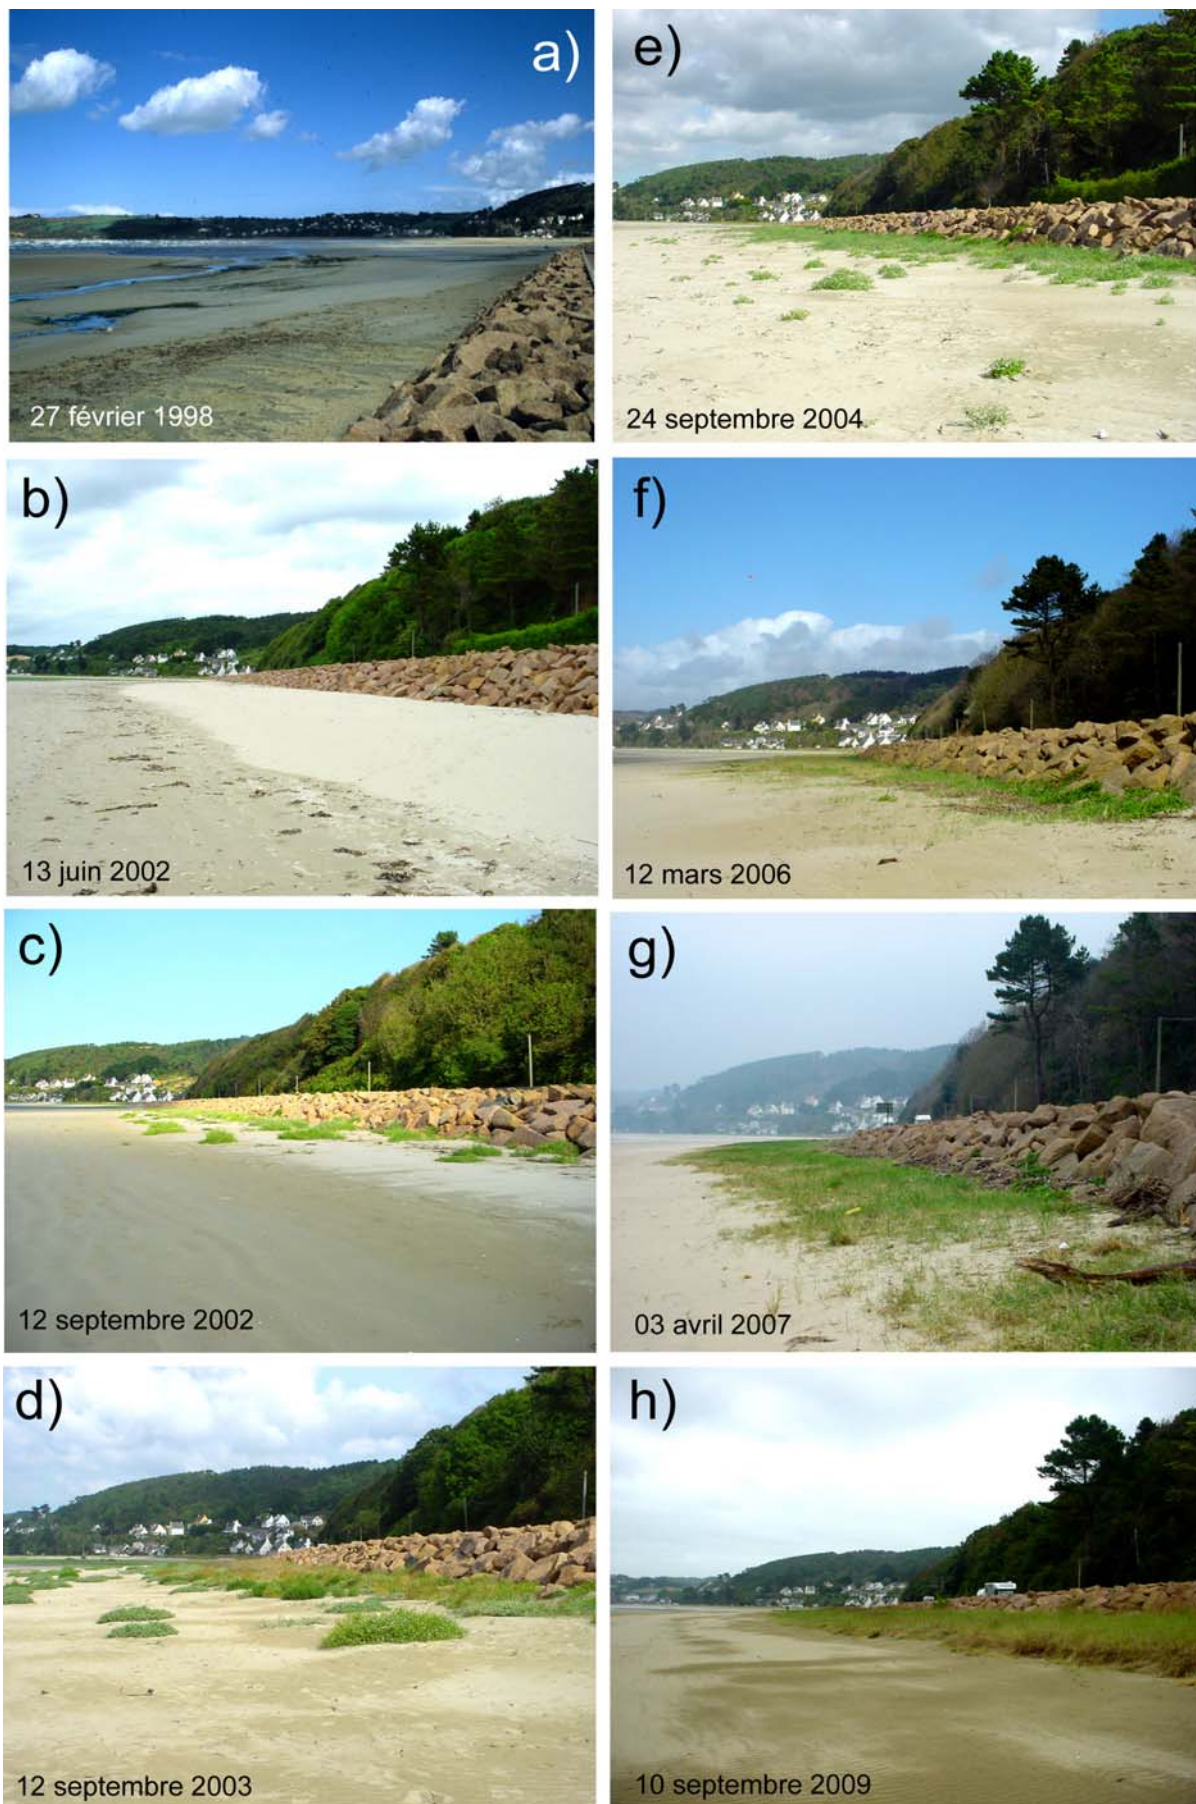 a)
27 février 1998
b)
13 juin 2002
c)
12 septembre 2002
d)
12 septembre 2003
e)
24 septembre 2004
f)
12 mars 2006
g)
03 avril 2007
h)
10 septembre 2009